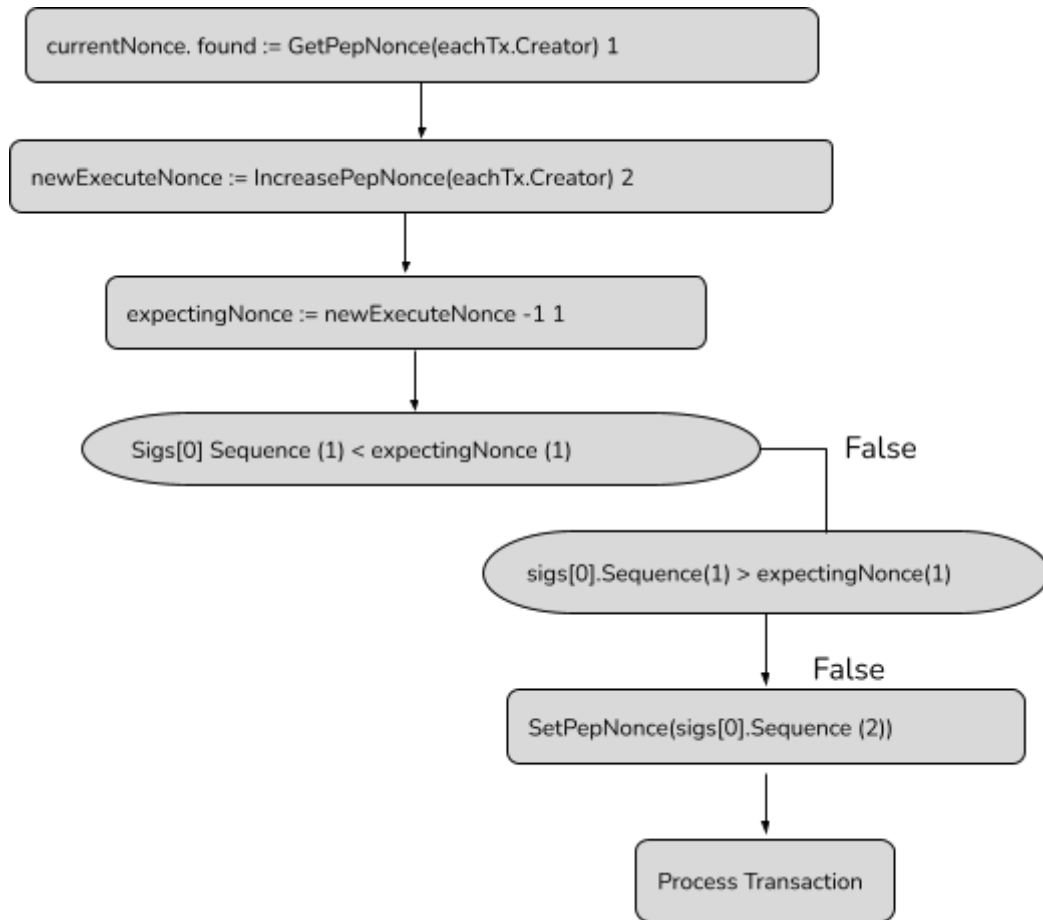 currentNonce. found := GetPepNonce(eachTx.Creator) 1
newExecuteNonce := IncreasePepNonce(eachTx.Creator) 2
expectingNonce := newExecuteNonce -1 1
Sigs[0] Sequence (1) < expectingNonce (1)
False
sigs[0].Sequence(1) > expectingNonce(1)
False
SetPepNonce(sigs[0].Sequence (2))
Process Transaction